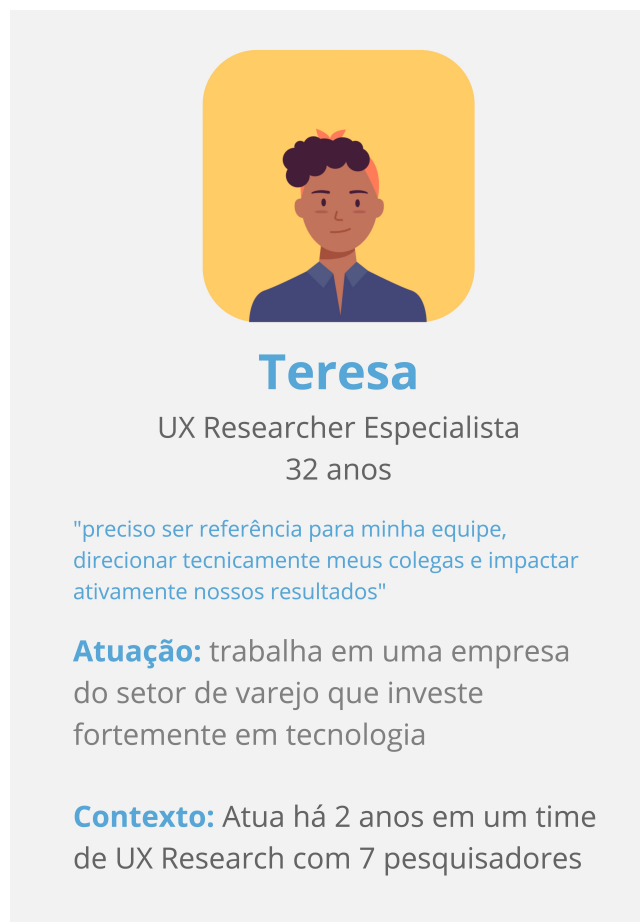 Teresa
UX Researcher Especialista
32 anos
"preciso ser referência para minha equipe,
direcionar tecnicamente meus colegas e impactar
ativamente nossos resultados"
Atuação: trabalha em uma empresa
do setor de varejo que investe
fortemente em tecnologia
Contexto: Atua há 2 anos em um time
de UX Research com 7 pesquisadores